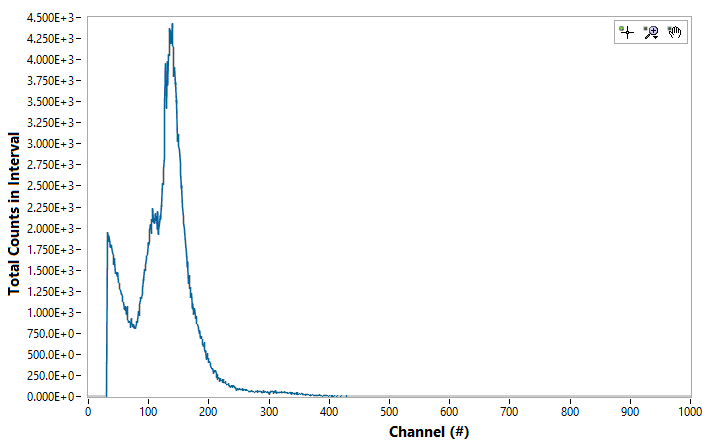 4.500E+3
4.250E+3
4.000E+3
3.750E+3
3.500E+3
3.250E+3
3.000E+3
2.750E+3
2.500E+3
2.250E+3
2.000E+3
1.750E+3
1.500E+3
1.250E+3
1.000E+3
750.0E+0
500.0E+0
250.0E+0
0.000E+0
Total Counts in Interval
0 100 200 300 400 500 600 700 800 900 1000
Channel (#)